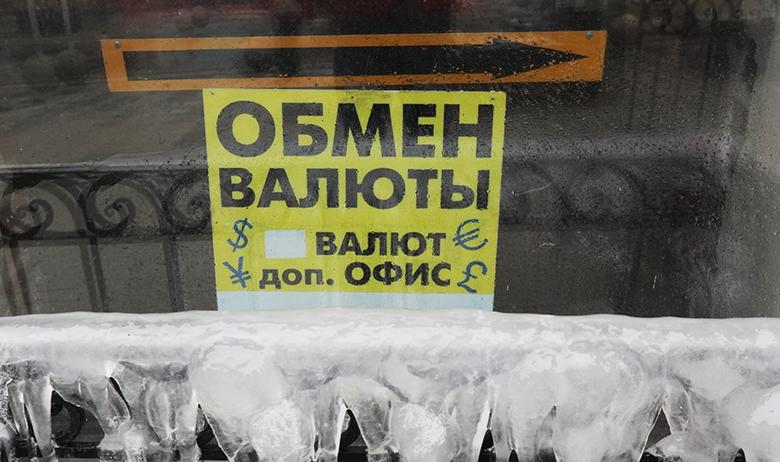 ОБМЕН
ВАЛЮТЫ
$ ВАЛЮТ €
¥ доп. ОФИС £